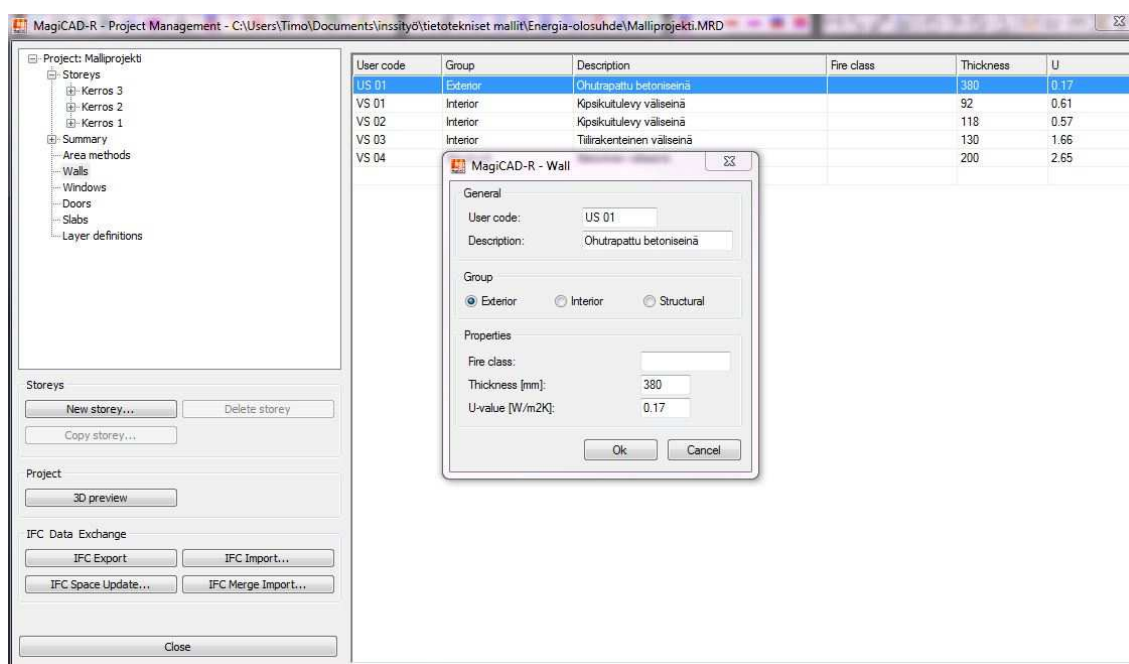 MagiCAD-R - Project Management - C:\Users\Timo\Documents\inssityö\tietotekniset mallit\Energia-olosuhde\Malliprojekti.MRD
Project: Malliprojekti
Storeys
Kerros 3
Kerros 2
Kerros 1
Summary
Area methods
Walls
Windows
Doors
Slabs
Layer definitions
Storeys
New storey... Delete storey
Copy storey...
Project
3D preview
IFC Data Exchange
IFC Export IFC Import...
IFC Space Update... IFC Merge Import...
Close
User code Group Description Fire class Thickness U
US 01 Exterior Ohutrapattu betoniseinä 380 0.17
VS 01 Interior Kipsikuitulevy väliseinä 92 0.61
VS 02 Interior Kipsikuitulevy väliseinä 118 0.57
VS 03 Interior Tiilirakenteinen väliseinä 130 1.66
VS 04 200 2.65
MagiCAD-R - Wall
General
User code: US 01
Description: Ohutrapattu betoniseinä
Group
Exterior Interior Structural
Properties
Fire class:
Thickness [mm]: 380
U-value [W/m2K]: 0.17
Ok Cancel